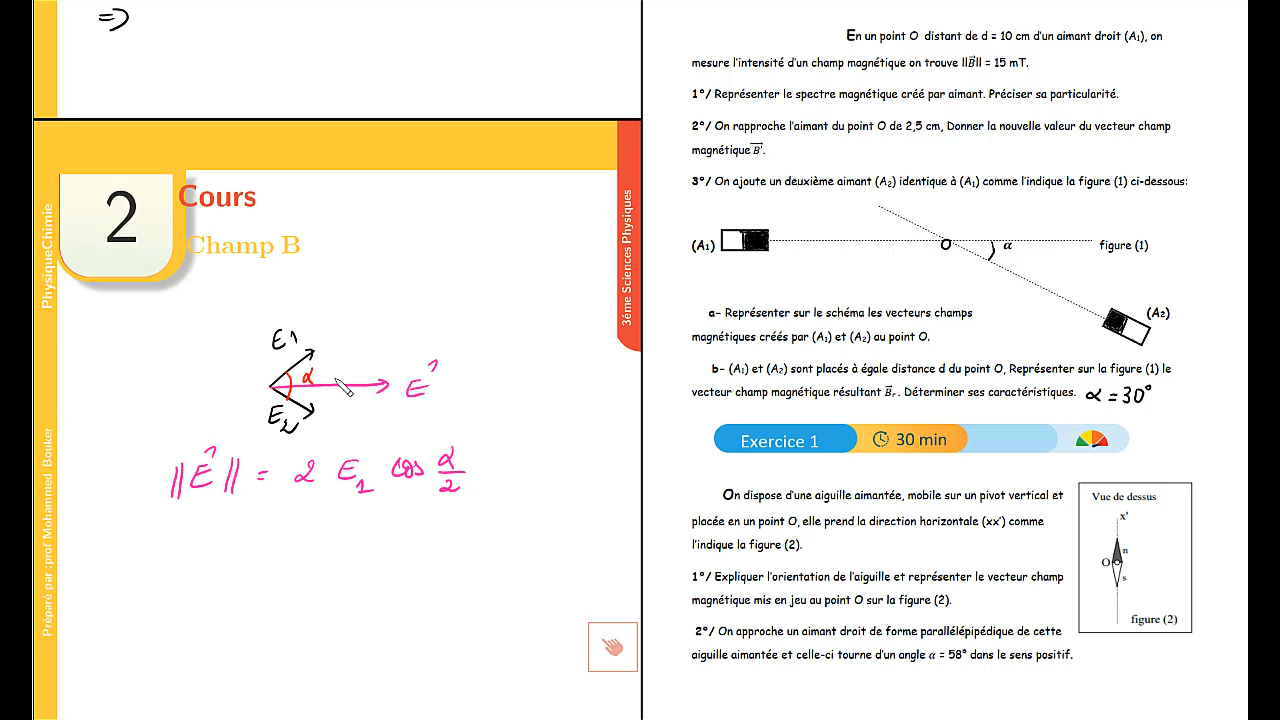 =>
2
Cours
Champ B
PhysiqueChimie
Préparé par :prof Mohammed Bouker
3éme Sciences Physiques
E1
α
E2
E⃗
||E⃗|| = 2 E1 cos α/2
En un point O distant de d = 10 cm d'un aimant droit (A₁), on
mesure l'intensité d'un champ magnétique on trouve ||B⃗|| = 15 mT.
1°/ Représenter le spectre magnétique créé par aimant. Préciser sa particularité.
2°/ On rapproche l'aimant du point O de 2,5 cm, Donner la nouvelle valeur du vecteur champ
magnétique B⃗'.
3°/ On ajoute un deuxième aimant (A₂) identique à (A₁) comme l'indique la figure (1) ci-dessous:
(A₁) O α figure (1)
(A₂)
a- Représenter sur le schéma les vecteurs champs
magnétiques créés par (A₁) et (A₂) au point O.
b- (A₁) et (A₂) sont placés à égale distance d du point O, Représenter sur la figure (1) le
vecteur champ magnétique résultant B⃗ᵣ . Déterminer ses caractéristiques. α = 30°
Exercice 1 30 min
On dispose d'une aiguille aimantée, mobile sur un pivot vertical et
placée en un point O, elle prend la direction horizontale (xx') comme
l'indique la figure (2).
1°/ Expliquer l'orientation de l'aiguille et représenter le vecteur champ
magnétique mis en jeu au point O sur la figure (2).
2°/ On approche un aimant droit de forme parallélépipédique de cette
aiguille aimantée et celle-ci tourne d'un angle α = 58° dans le sens positif.
Vue de dessus
x'
n
O
s
figure (2)